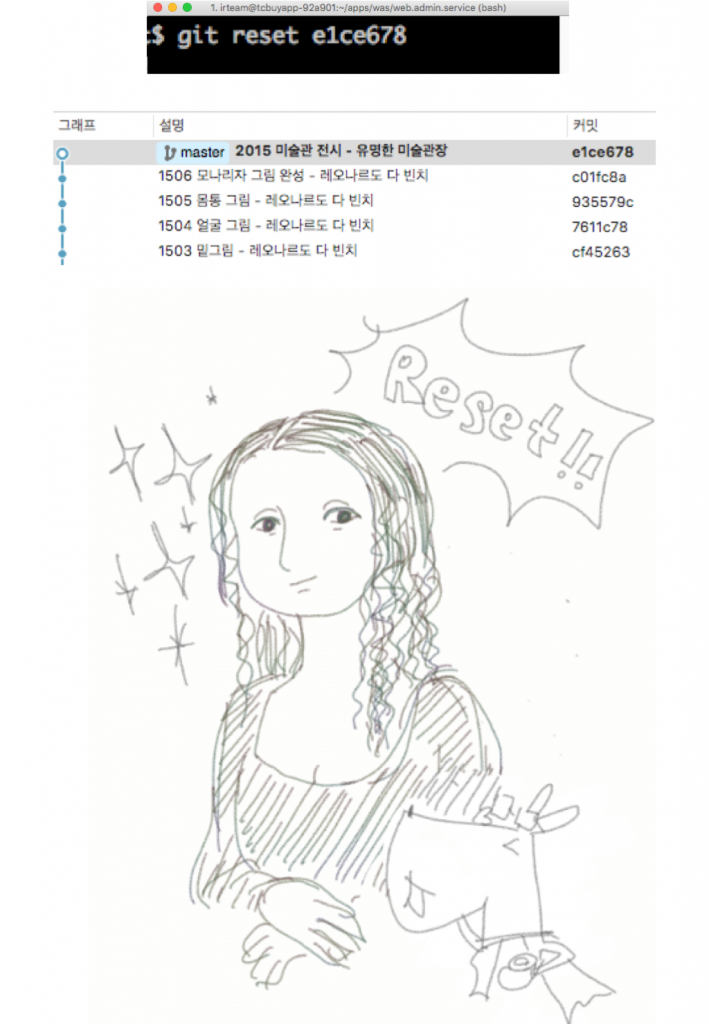 1. irteam@tcbuyapp-92a901:~/apps/was/web.admin.service (bash)
$ git reset e1ce678
그래프 설명 커밋
master 2015 미술관 전시 - 유명한 미술관장 e1ce678
1506 모나리자 그림 완성 - 레오나르도 다 빈치 c01fc8a
1505 몸통 그림 - 레오나르도 다 빈치 935579c
1504 얼굴 그림 - 레오나르도 다 빈치 7611c78
1503 밑그림 - 레오나르도 다 빈치 cf45263
Reset!!